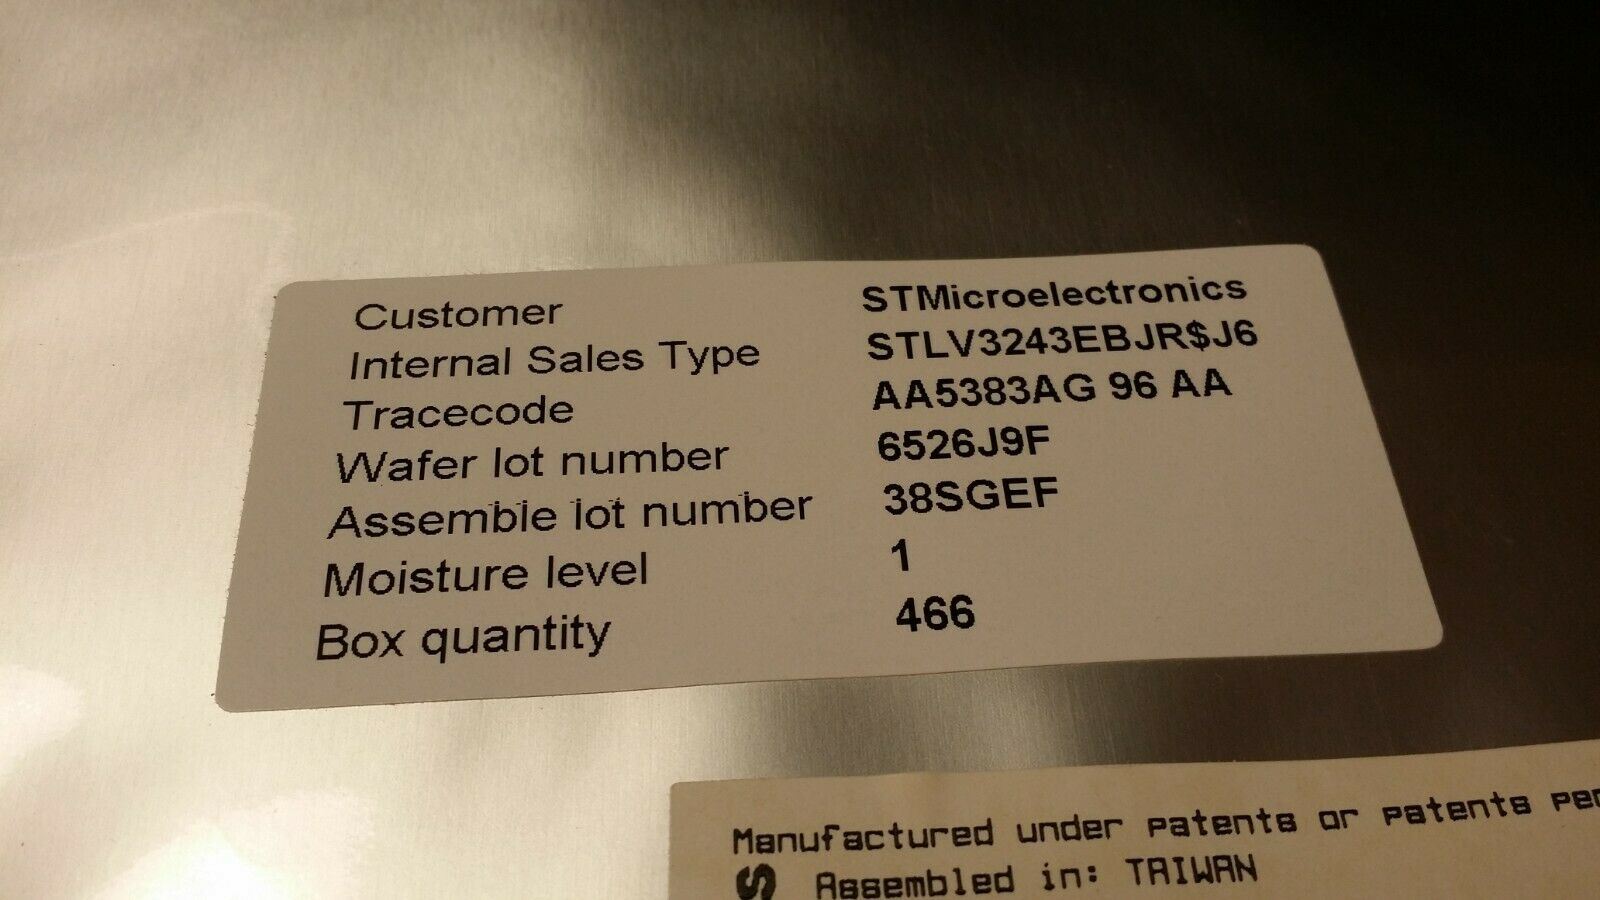 Customer STMicroelectronics
Internal Sales Type STLV3243EBJR$J6
Tracecode AA5383AG 96 AA
Wafer lot number 6526J9F
Assemble lot number 38SGEF
Moisture level 1
Box quantity 466
Manufactured under patents or patents
S Assembled in: TAIWAN